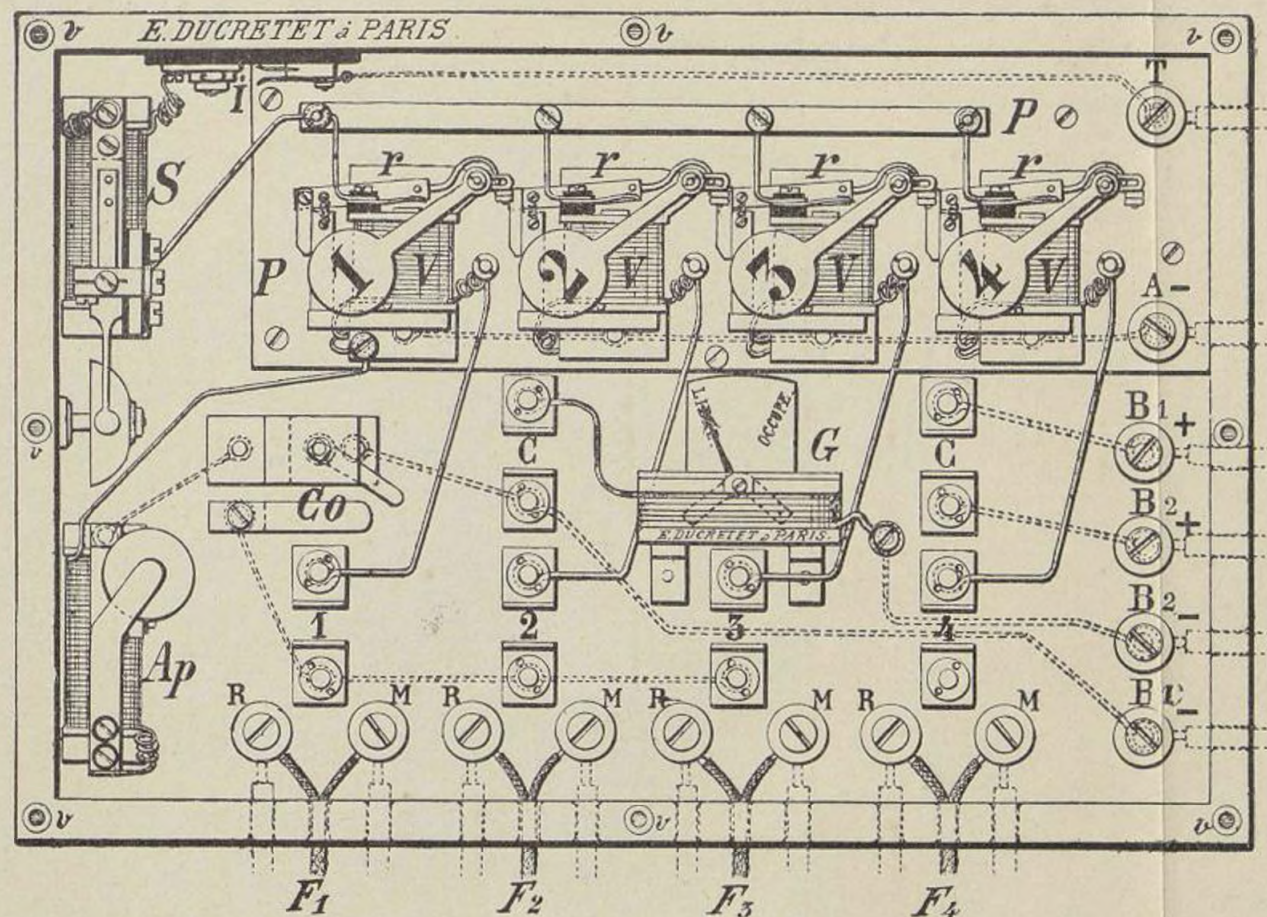 v E. DUCRETET à PARIS v v
T
i
P
S r r r r
P 1 V 2 V 3 V 4 V
A -
LIBRE OCCUPÉ
B1 +
C G C
Co
B2 +
E. DUCRETET à PARIS.
v
B2 -
1 2 3 4
Ap
R M R M R M R M
-
v v v
F1 F2 F3 F4